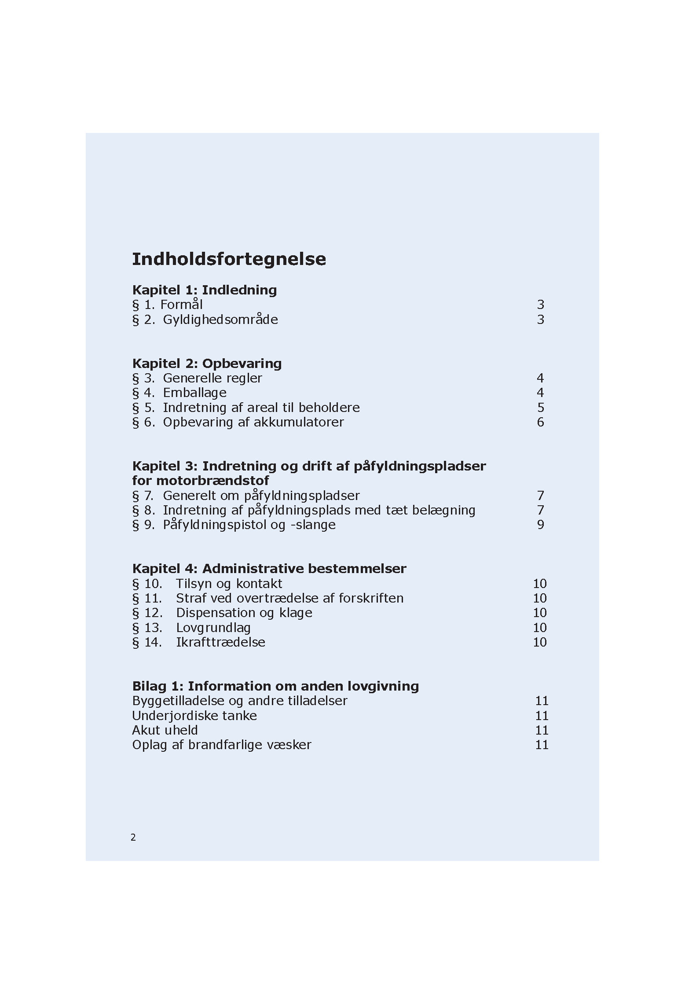 Indholdsfortegnelse
Kapitel 1: Indledning
§ 1. Formål 3
§ 2. Gyldighedsområde 3
Kapitel 2: Opbevaring
§ 3. Generelle regler 4
§ 4. Emballage 4
§ 5. Indretning af areal til beholdere 5
§ 6. Opbevaring af akkumulatorer 6
Kapitel 3: Indretning og drift af påfyldningspladser
for motorbrændstof
§ 7. Generelt om påfyldningspladser 7
§ 8. Indretning af påfyldningsplads med tæt belægning 7
§ 9. Påfyldningspistol og -slange 9
Kapitel 4: Administrative bestemmelser
§ 10. Tilsyn og kontakt 10
§ 11. Straf ved overtrædelse af forskriften 10
§ 12. Dispensation og klage 10
§ 13. Lovgrundlag 10
§ 14. Ikrafttrædelse 10
Bilag 1: Information om anden lovgivning
Byggetilladelse og andre tilladelser 11
Underjordiske tanke 11
Akut uheld 11
Oplag af brandfarlige væsker 11
2